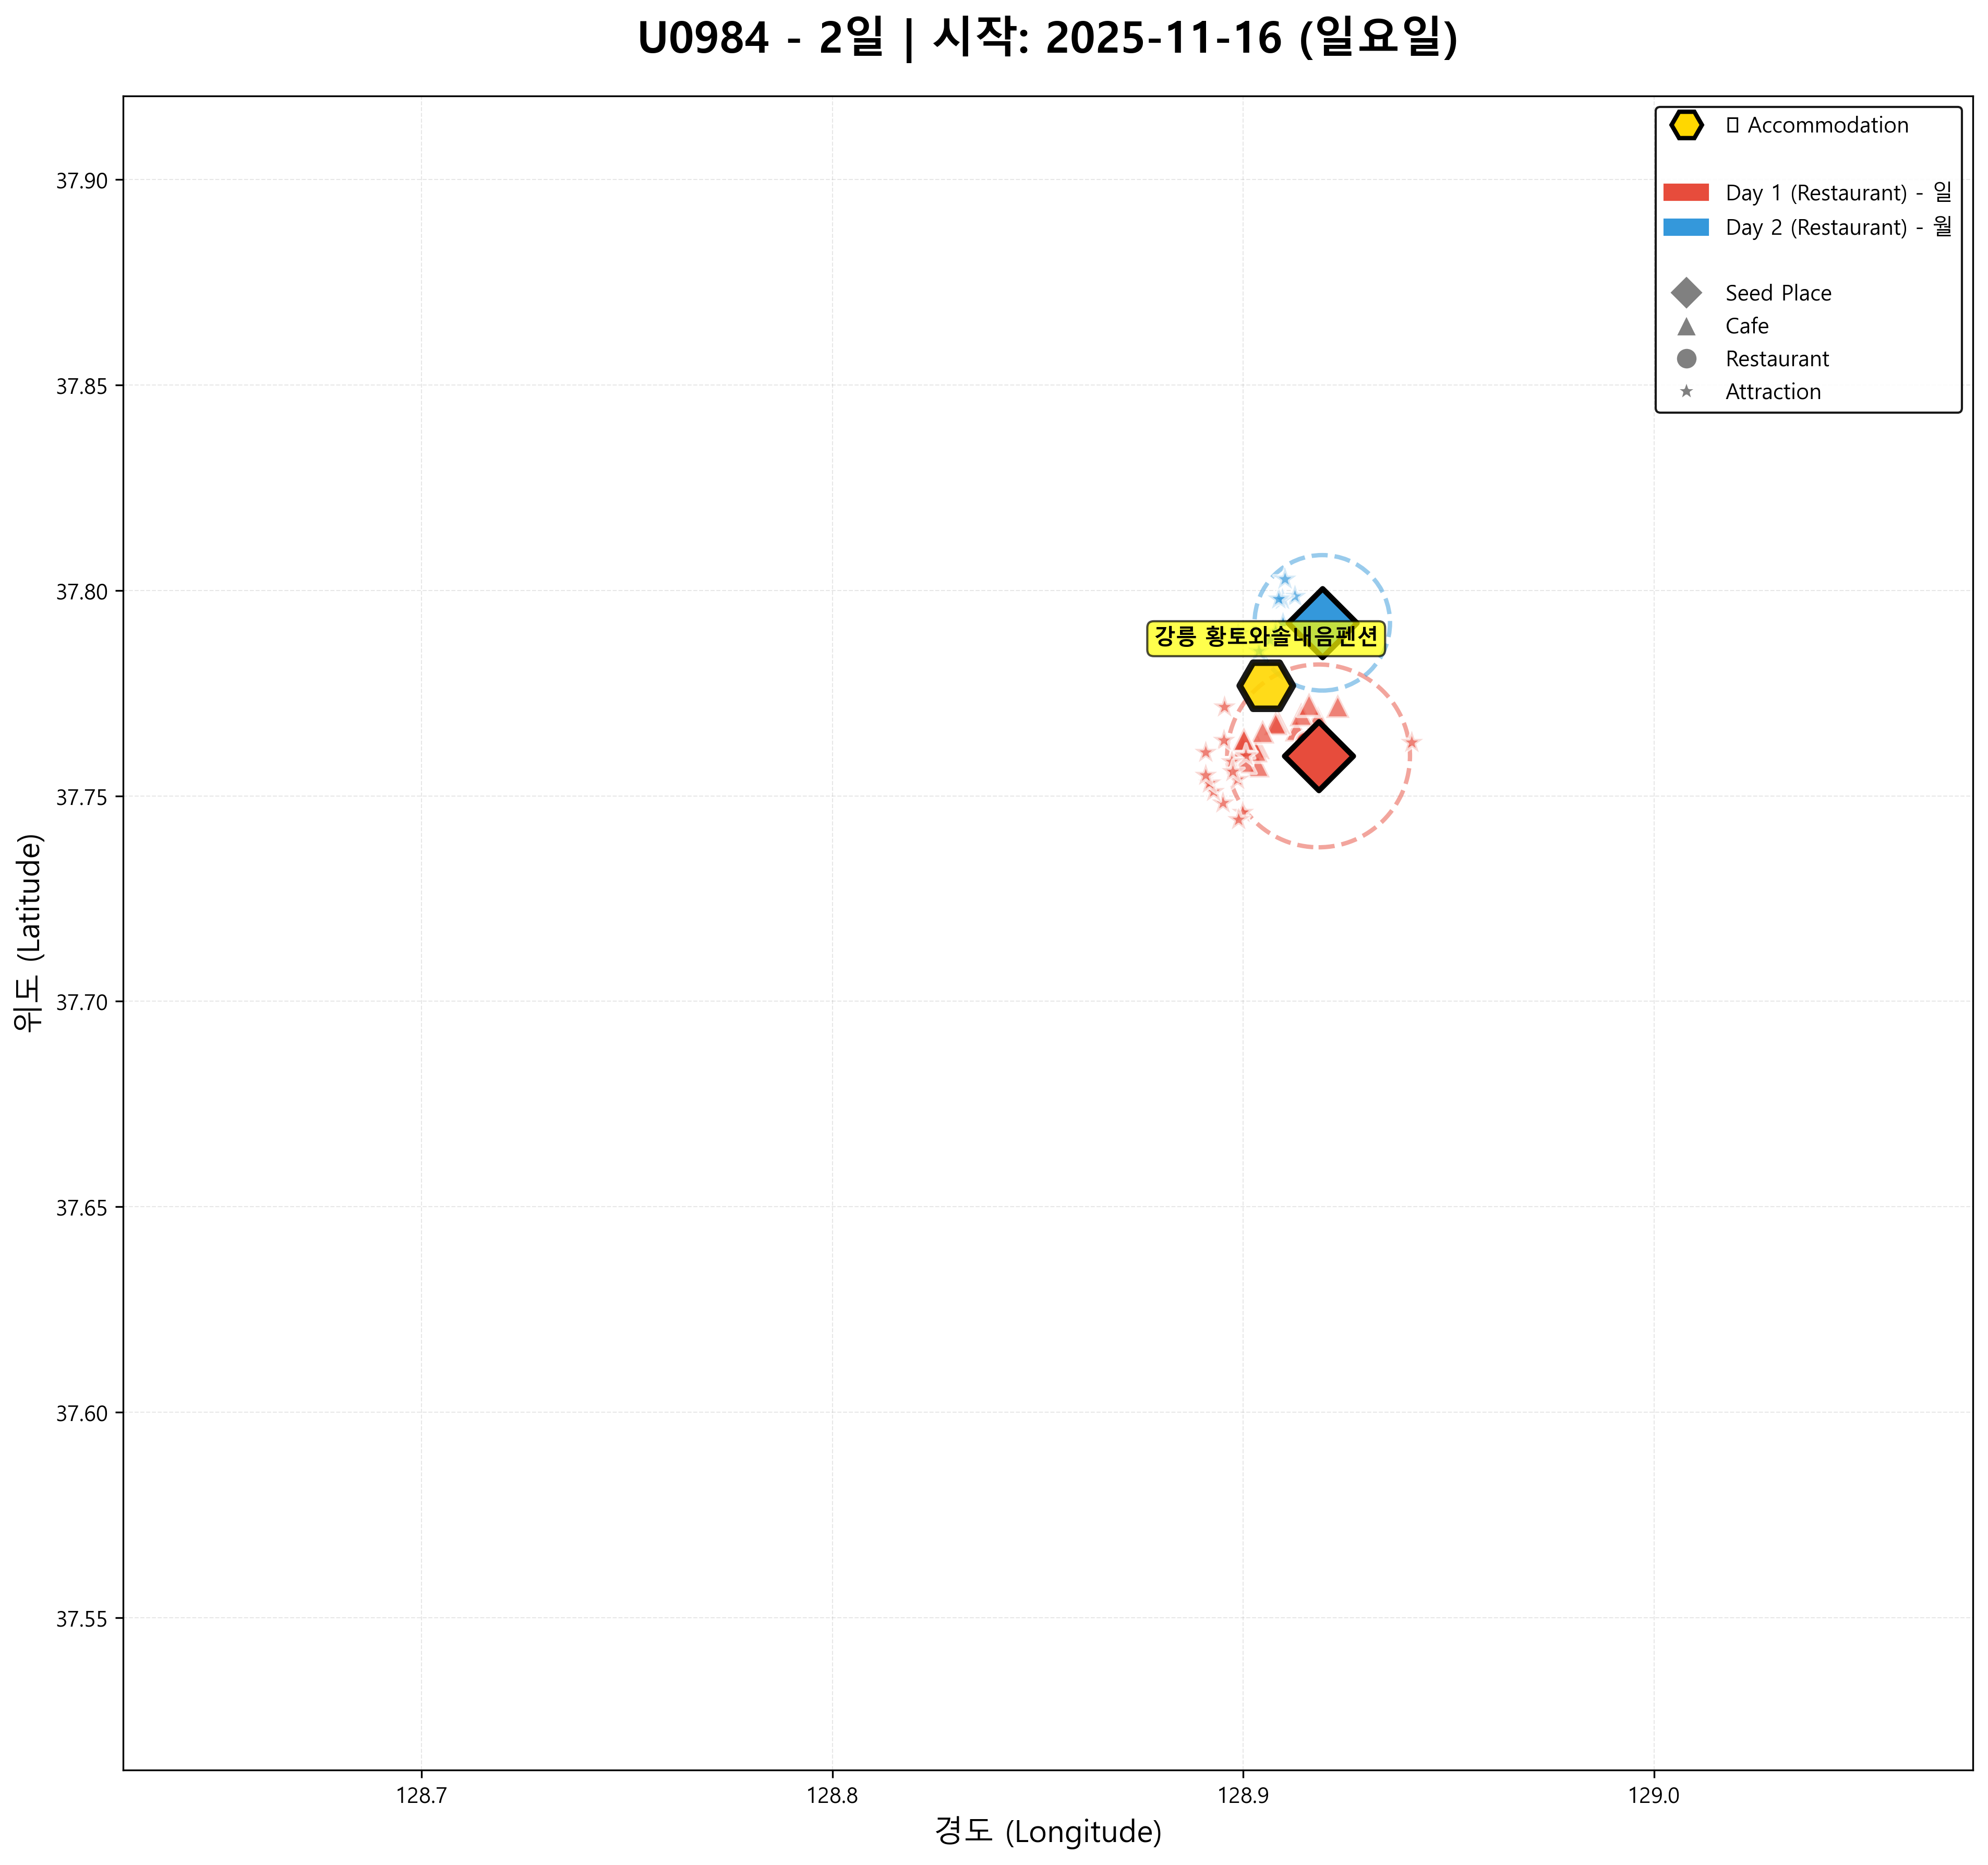 U0984 - 2일 | 시작: 2025-11-16 (일요일)
▯ Accommodation
Day 1 (Restaurant) - 일
Day 2 (Restaurant) - 월
Seed Place
Cafe
Restaurant
Attraction
37.90
37.85
37.80
37.75
37.70
37.65
37.60
37.55
강릉 황토와솔내음펜션
위도 (Latitude)
128.7
128.8
128.9
129.0
경도 (Longitude)